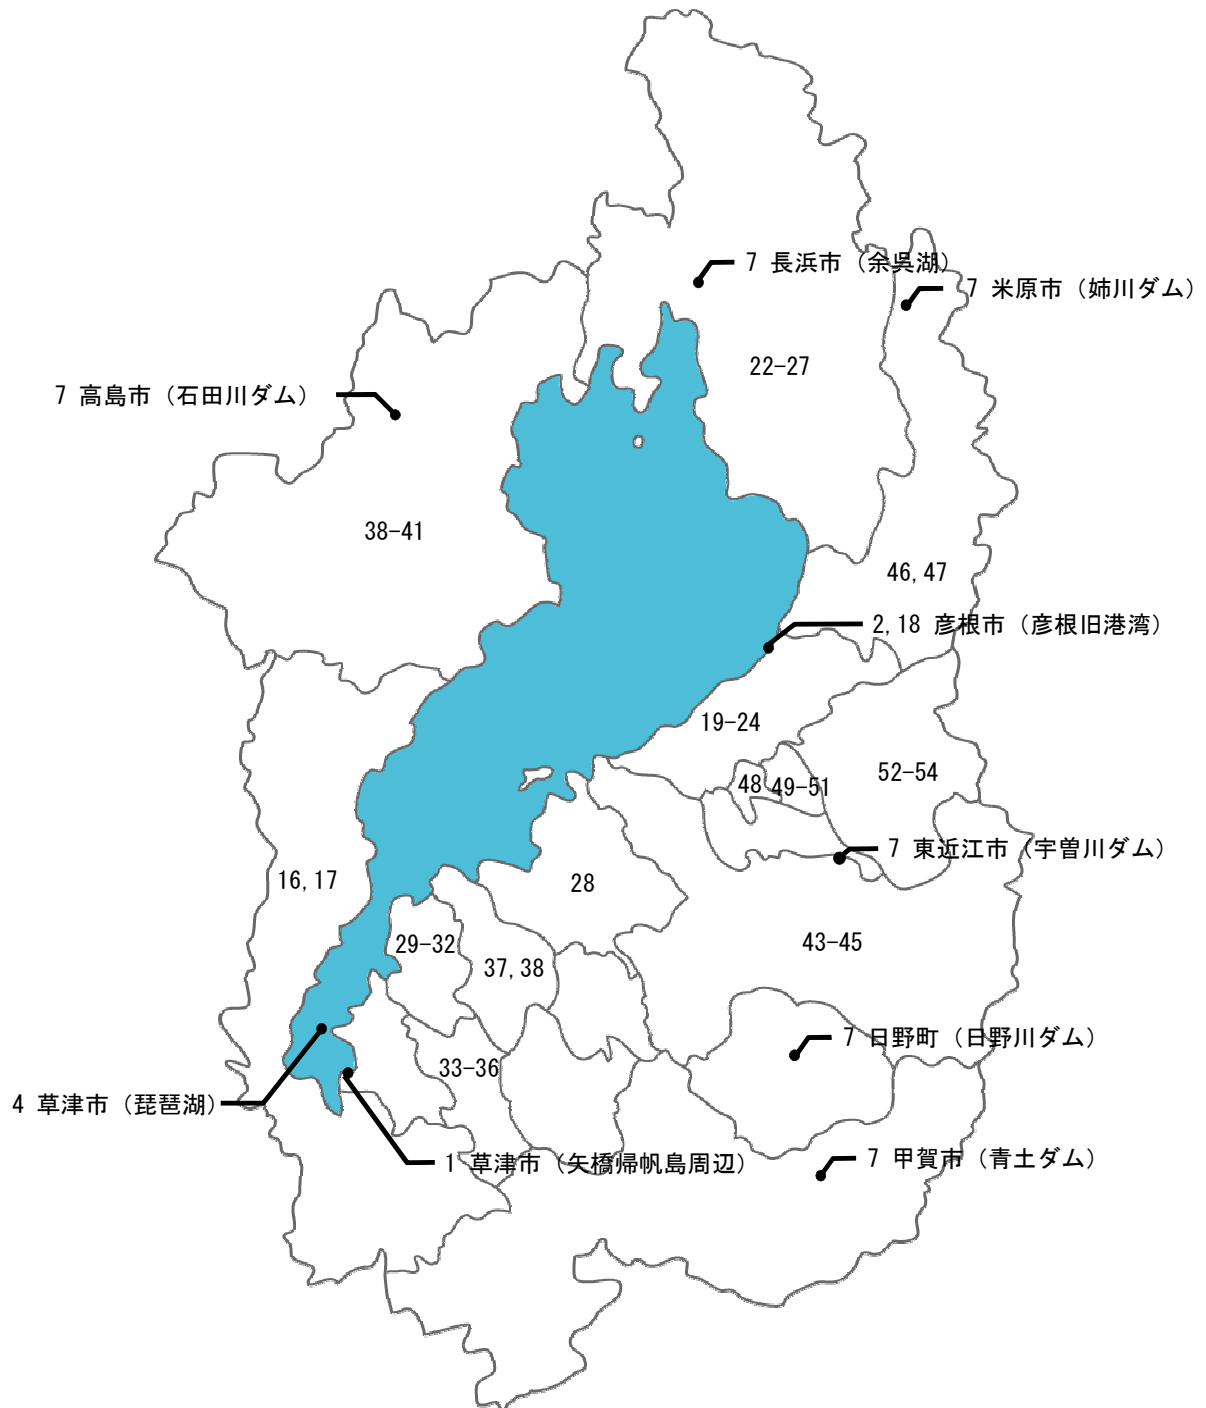 7 長浜市（余呉湖）
7 米原市（姉川ダム）
22-27
7 高島市（石田川ダム）
38-41
46,47
2,18 彦根市（彦根旧港湾）
19-24
52-54
48
49-51
7 東近江市（宇曽川ダム）
16,17
28
29-32
43-45
37,38
7 日野町（日野川ダム）
33-36
4 草津市（琵琶湖）
1 草津市（矢橋帰帆島周辺）
7 甲賀市（青土ダム）